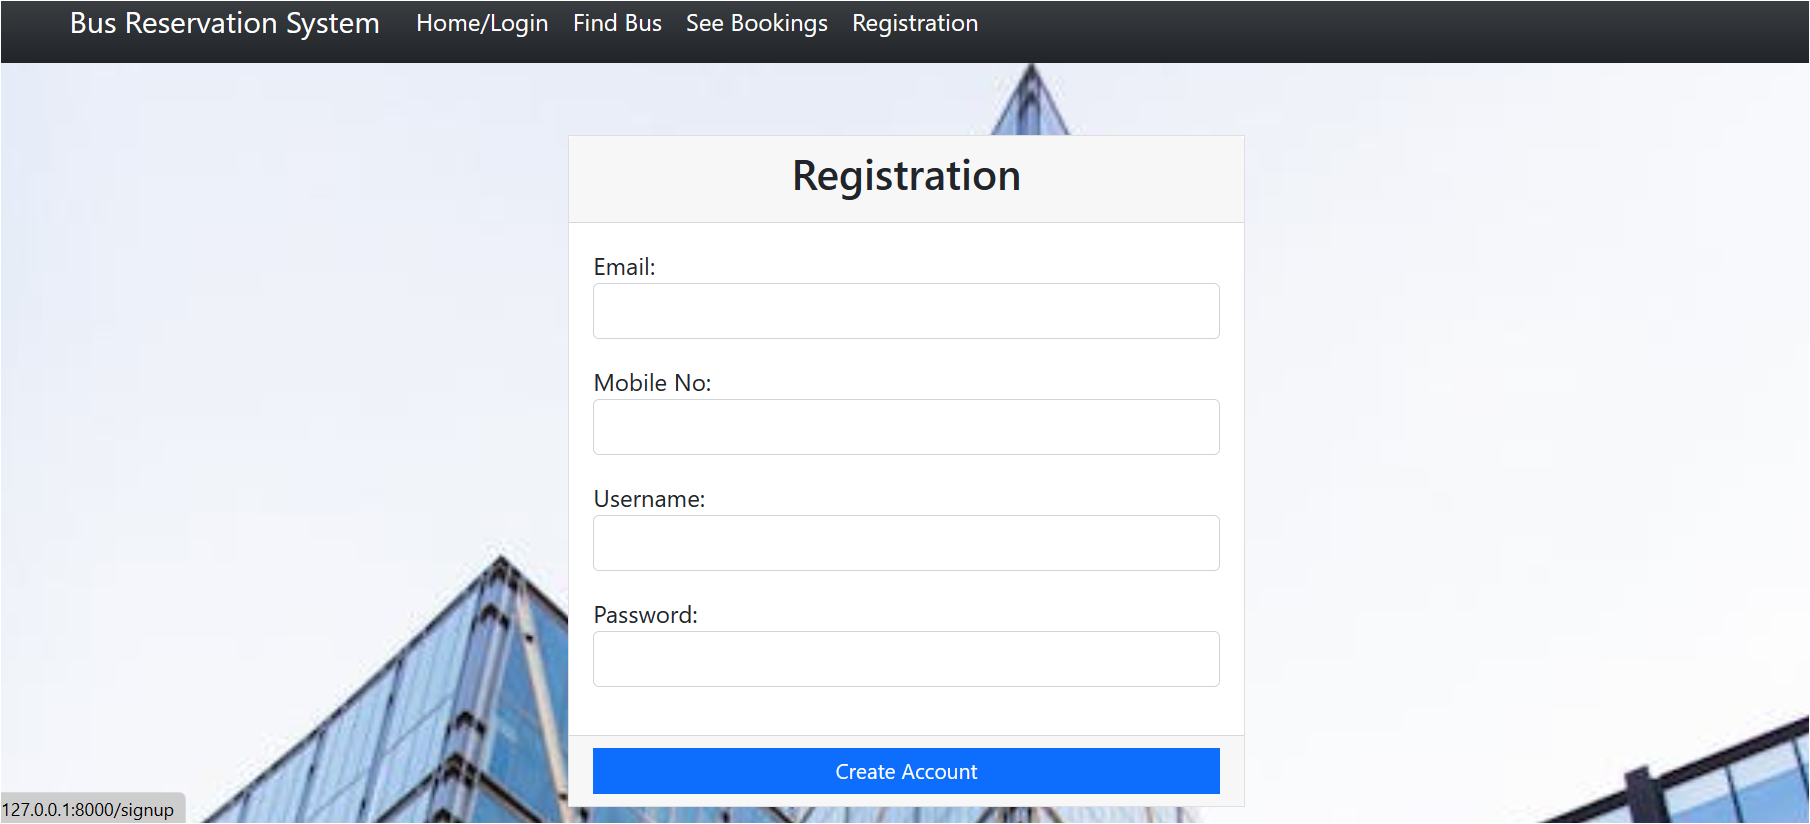 Bus Reservation System Home/Login Find Bus See Bookings Registration
Registration
Email:
Mobile No:
Username:
Password:
Create Account
127.0.0.1:8000/signup